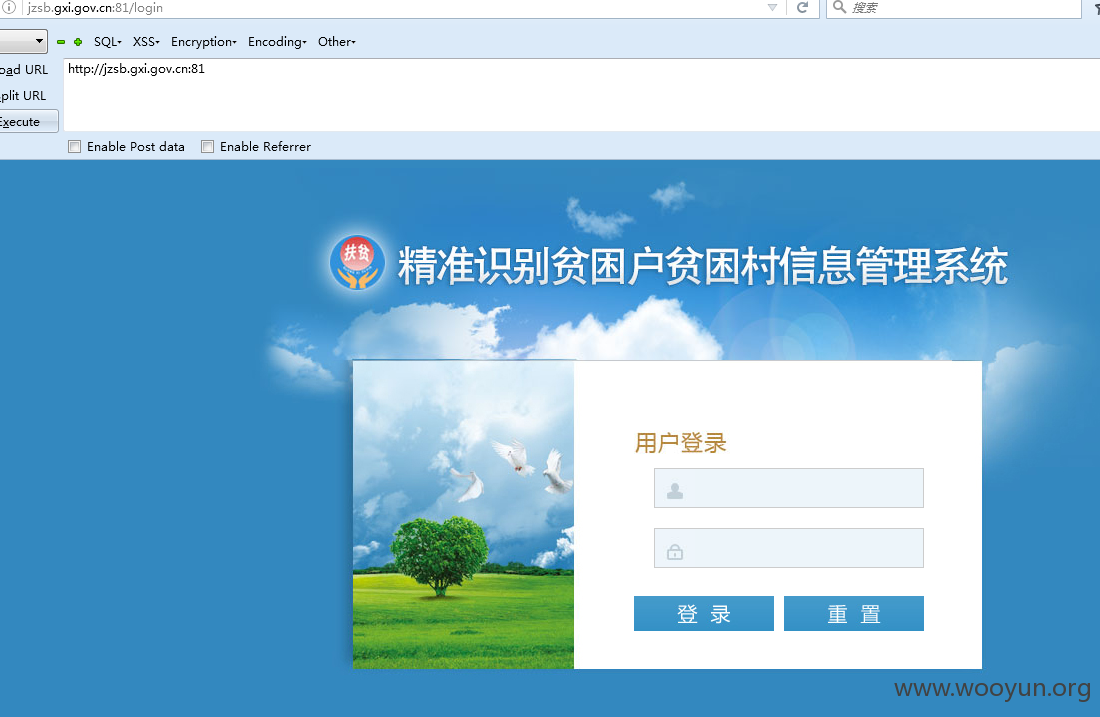 jzsb.gxi.gov.cn:81/login
搜索
SQL▾ XSS▾ Encryption▾ Encoding▾ Other▾
oad URL
http://jzsb.gxi.gov.cn:81
plit URL
Execute
Enable Post data Enable Referrer
扶贫
精准识别贫困户贫困村信息管理系统
用户登录
登 录 重 置
www.wooyun.org